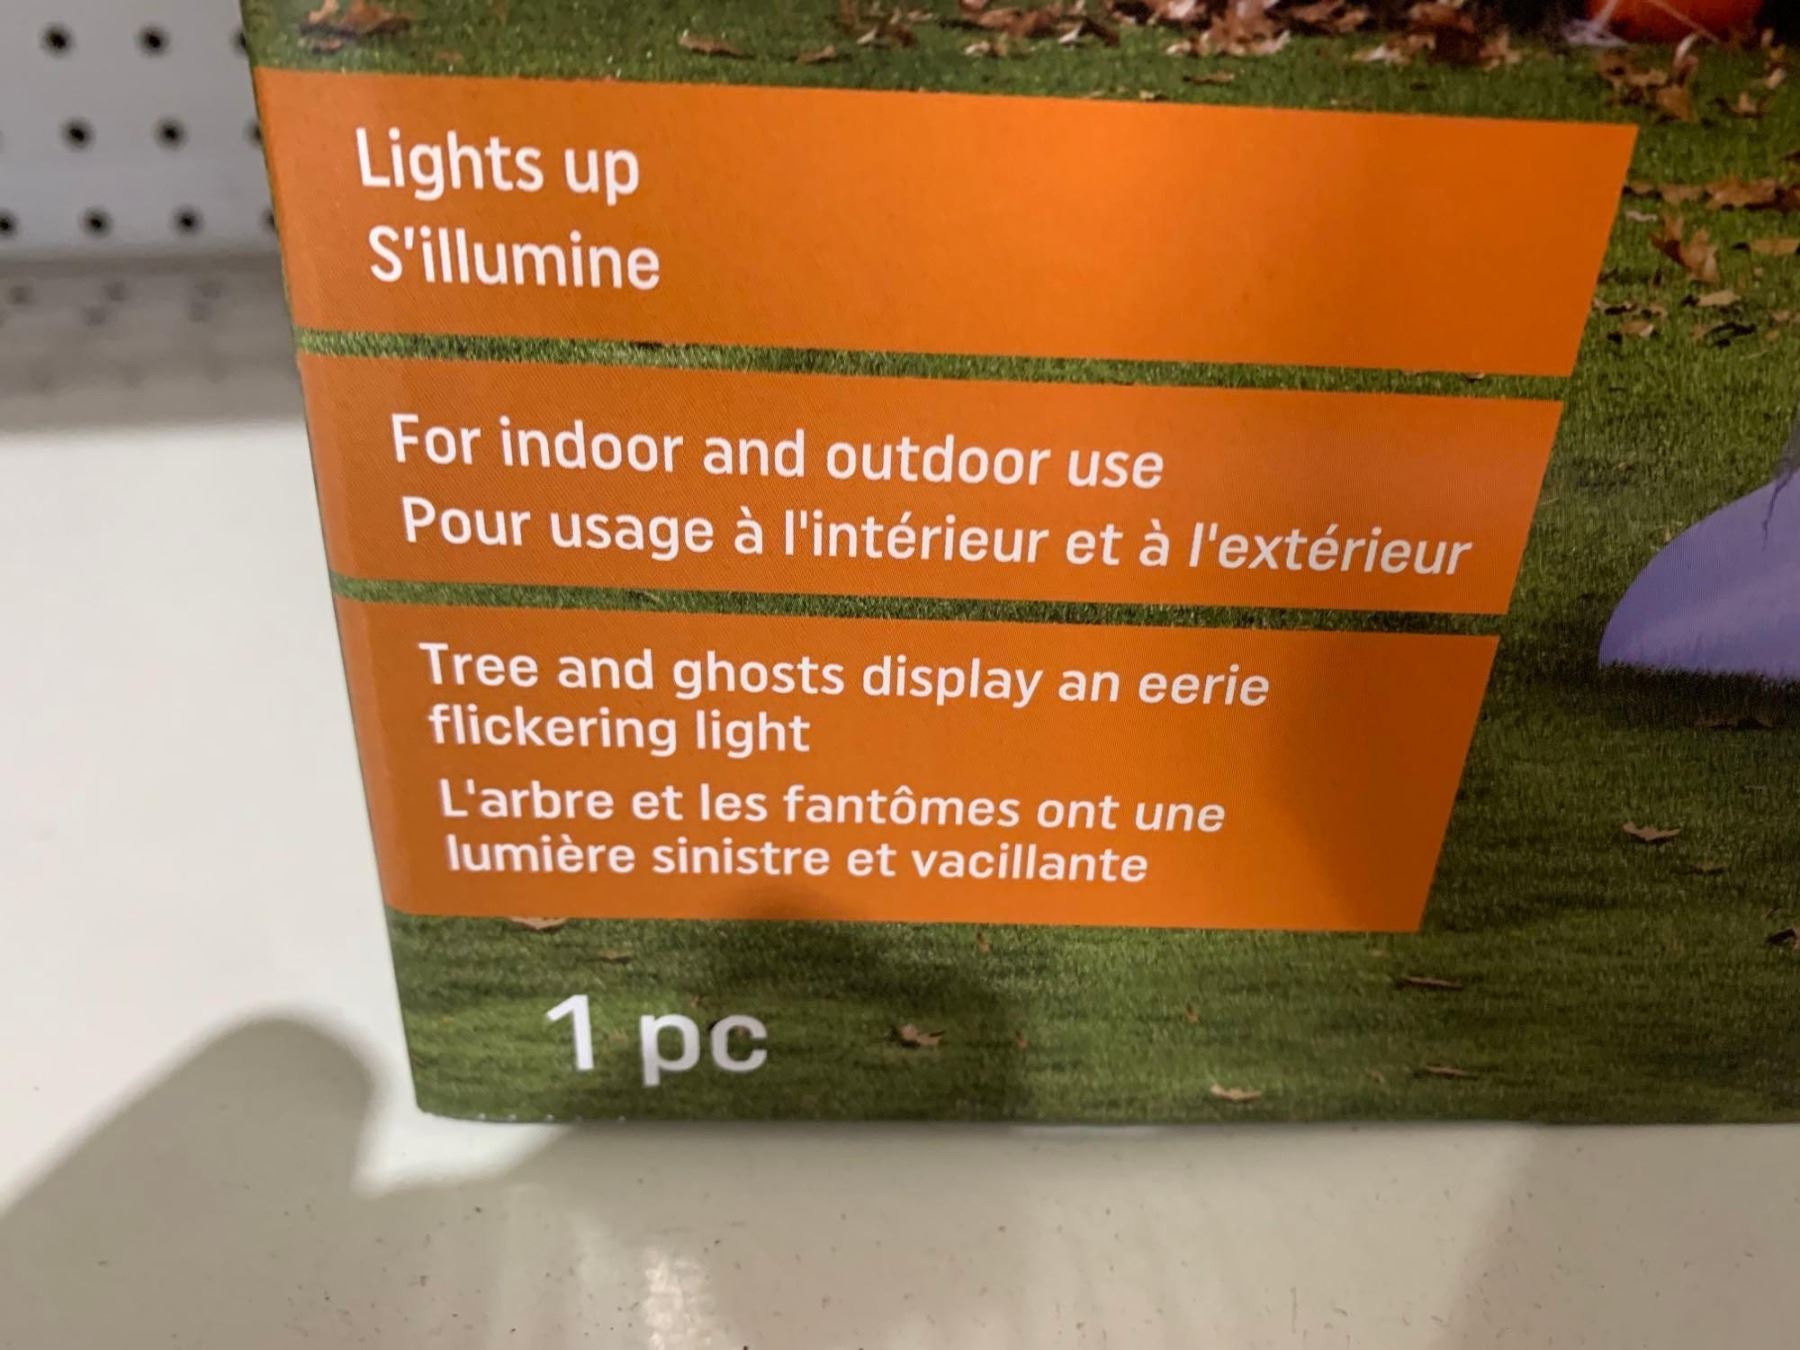 Lights up
S'illumine
For indoor and outdoor use
Pour usage à l'intérieur et à l'extérieur
Tree and ghosts display an eerie
flickering light
L'arbre et les fantômes ont une
lumière sinistre et vacillante
1 pc